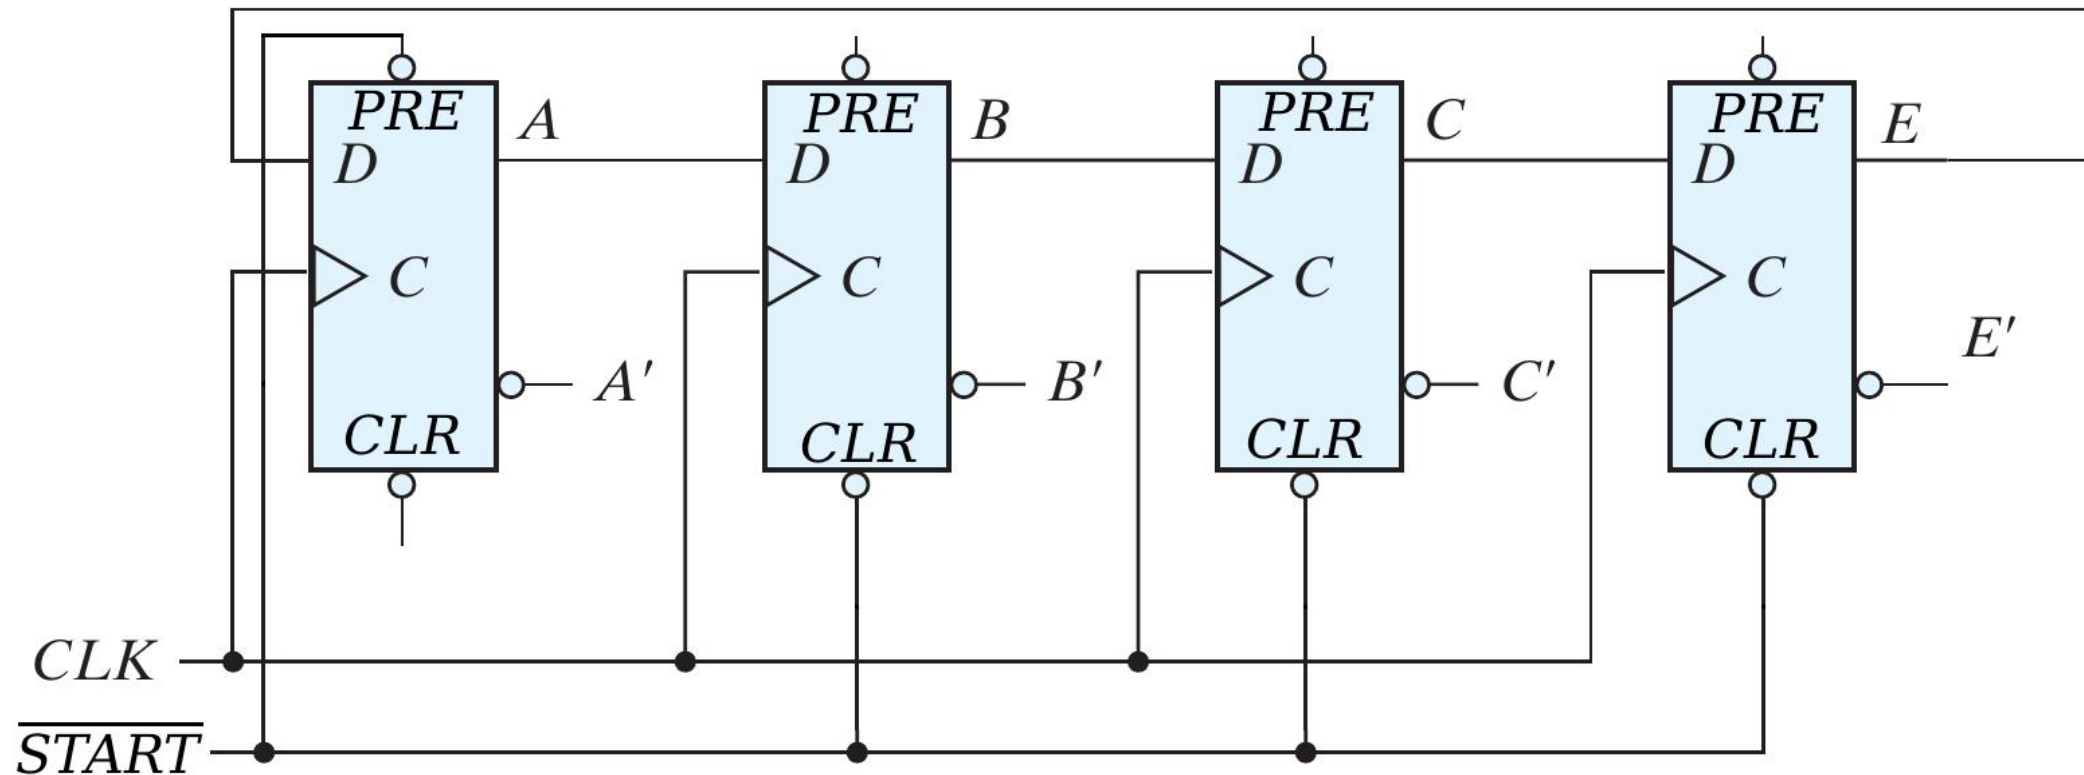 PRE A PRE B PRE C PRE E
D D D D
C C C C
A′ B′ C′ E′
CLR CLR CLR CLR
CLK
START